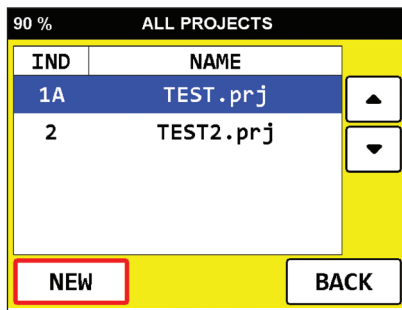 90 % ALL PROJECTS
IND NAME
1A TEST.prj
2 TEST2.prj
NEW BACK